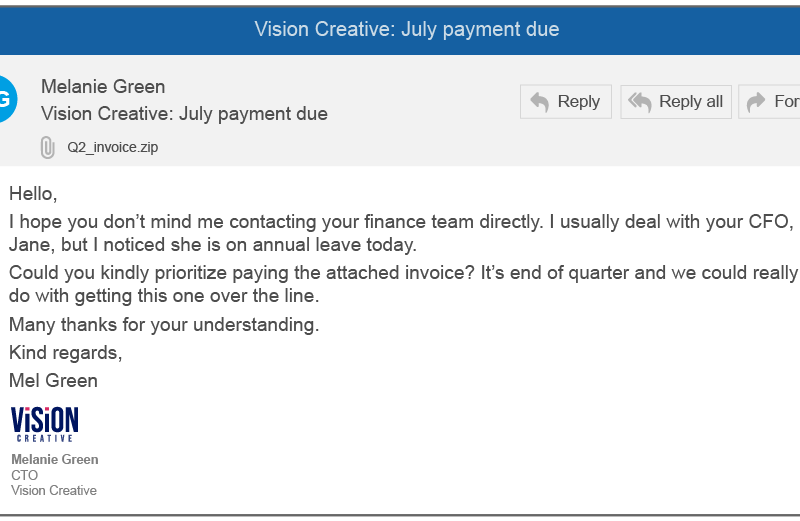 Vision Creative: July payment due
G
Melanie Green
Vision Creative: July payment due
Reply
Reply all
For
Q2_invoice.zip
Hello,
I hope you don’t mind me contacting your finance team directly. I usually deal with your CFO,
Jane, but I noticed she is on annual leave today.
Could you kindly prioritize paying the attached invoice? It’s end of quarter and we could really
do with getting this one over the line.
Many thanks for your understanding.
Kind regards,
Mel Green
ViSiON
CREATIVE
Melanie Green
CTO
Vision Creative